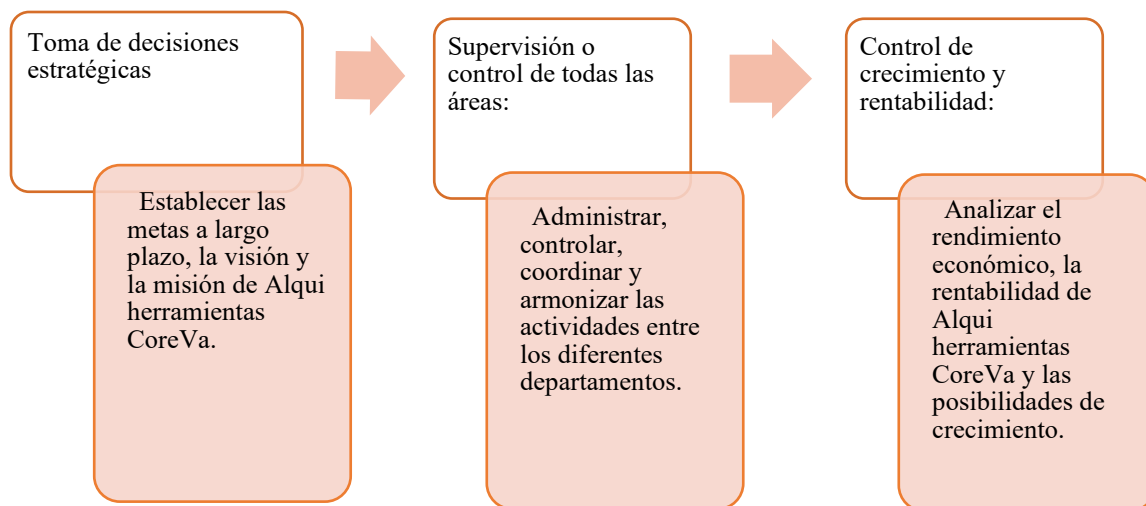 Toma de decisiones
estratégicas
Establecer las
metas a largo
plazo, la visión y
la misión de Alqui
herramientas
CoreVa.
Supervisión o
control de todas las
áreas:
Administrar,
controlar,
coordinar y
armonizar las
actividades entre
los diferentes
departamentos.
Control de
crecimiento y
rentabilidad:
Analizar el
rendimiento
económico, la
rentabilidad de
Alqui
herramientas
CoreVa y las
posibilidades de
crecimiento.